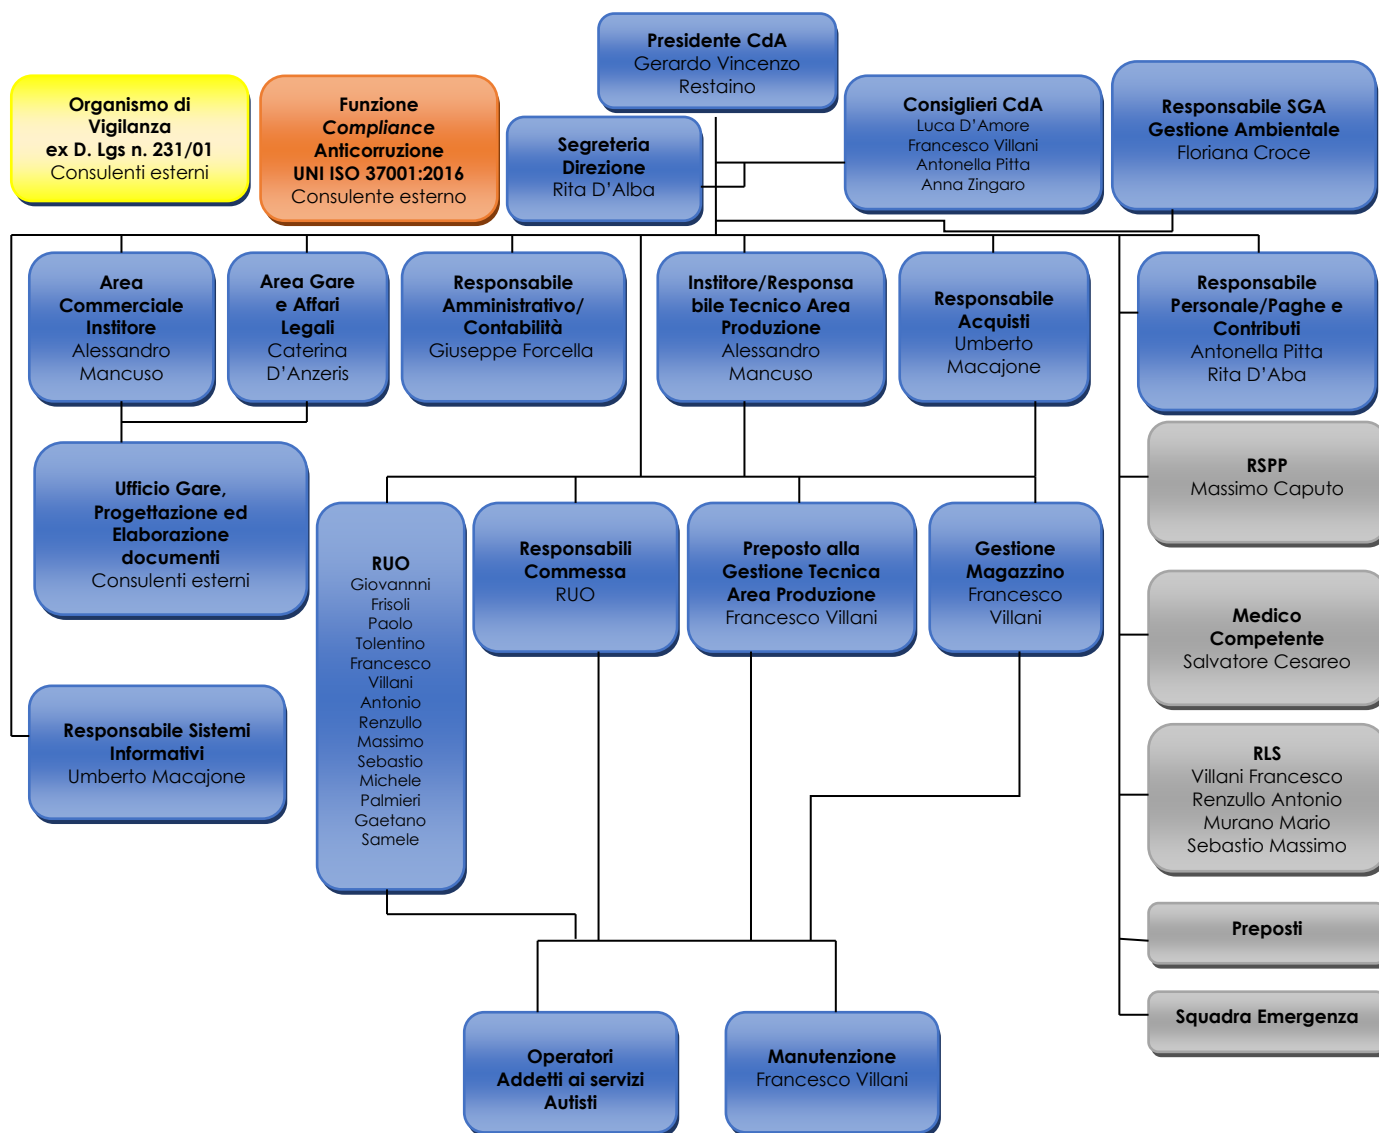 Presidente CdA
Gerardo Vincenzo
Restaino
Organismo di
Vigilanza
ex D. Lgs n. 231/01
Consulenti esterni
Funzione
Compliance
Anticorruzione
UNI ISO 37001:2016
Consulente esterno
Segreteria
Direzione
Rita D’Alba
Consiglieri CdA
Luca D’Amore
Francesco Villani
Antonella Pitta
Anna Zingaro
Responsabile SGA
Gestione Ambientale
Floriana Croce
Area
Commerciale
Institore
Alessandro
Mancuso
Area Gare
e Affari
Legali
Caterina
D’Anzeris
Responsabile
Amministrativo/
Contabilità
Giuseppe Forcella
Institore/Responsa
bile Tecnico Area
Produzione
Alessandro
Mancuso
Responsabile
Acquisti
Umberto
Macajone
Responsabile
Personale/Paghe e
Contributi
Antonella Pitta
Rita D’Aba
Ufficio Gare,
Progettazione ed
Elaborazione
documenti
Consulenti esterni
RUO
Giovannni
Frisoli
Paolo
Tolentino
Francesco
Villani
Antonio
Renzullo
Massimo
Sebastio
Michele
Palmieri
Gaetano
Samele
Responsabili
Commessa
RUO
Preposto alla
Gestione Tecnica
Area Produzione
Francesco Villani
Gestione
Magazzino
Francesco
Villani
RSPP
Massimo Caputo
Medico
Competente
Salvatore Cesareo
Responsabile Sistemi
Informativi
Umberto Macajone
RLS
Villani Francesco
Renzullo Antonio
Murano Mario
Sebastio Massimo
Preposti
Squadra Emergenza
Operatori
Addetti ai servizi
Autisti
Manutenzione
Francesco Villani